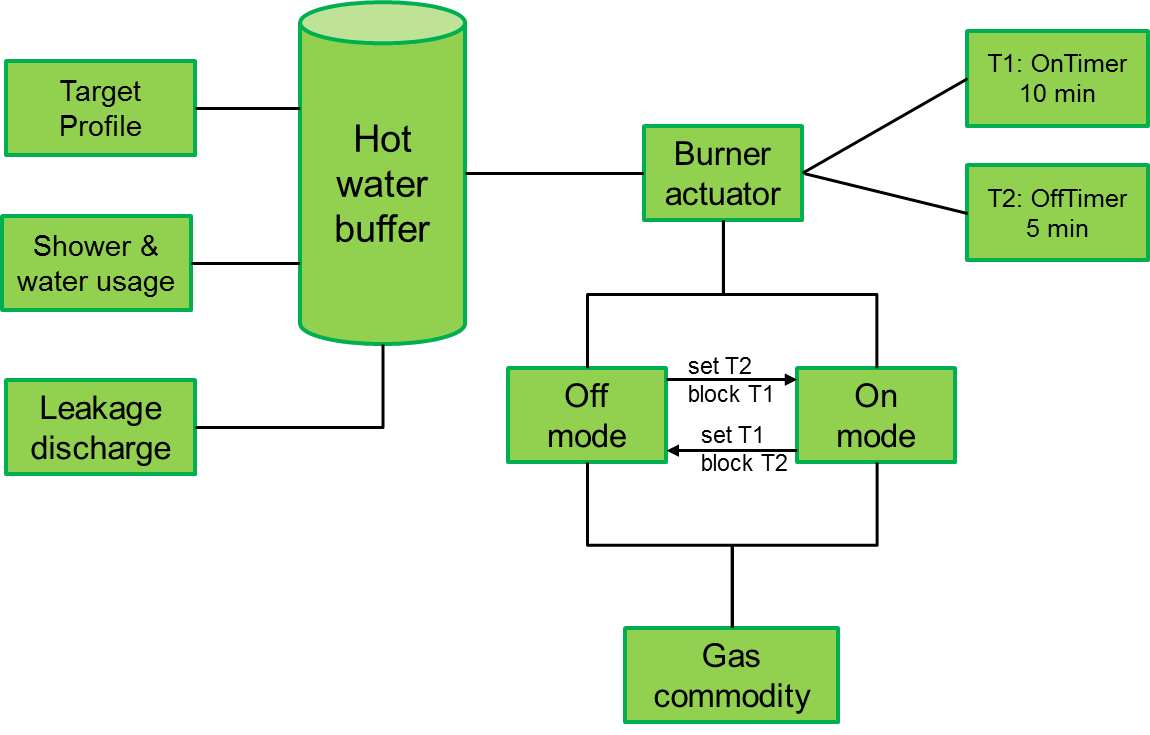 Target
Profile
Shower &
water usage
Leakage
discharge
Hot
water
buffer
Burner
actuator
T1: OnTimer
10 min
T2: OffTimer
5 min
Off
mode
set T2
block T1
set T1
block T2
On
mode
Gas
commodity